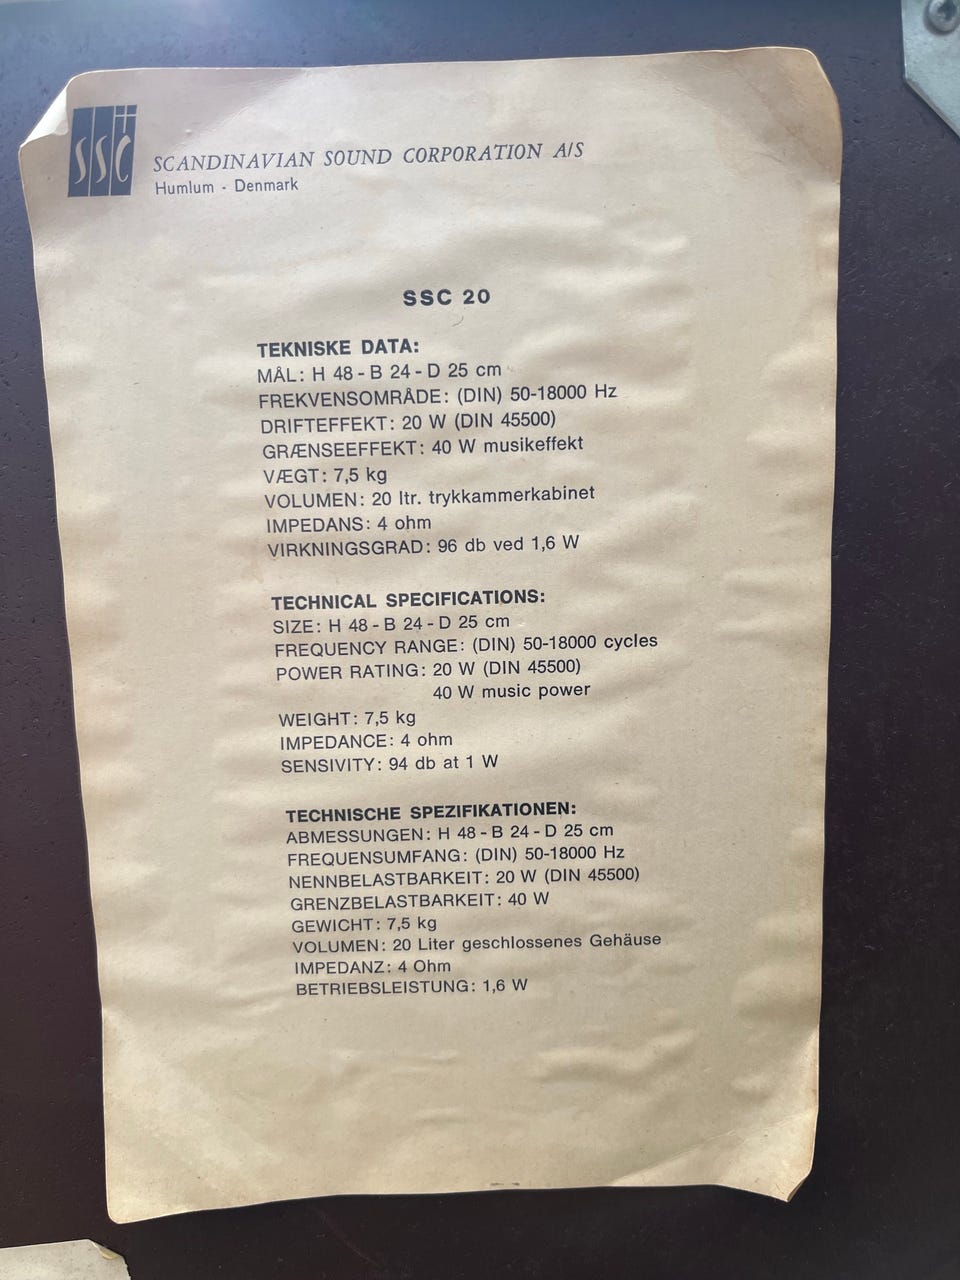 SSC
SCANDINAVIAN SOUND CORPORATION A/S
Humlum - Denmark
SSC 20
TEKNISKE DATA:
MÅL: H 48 - B 24 - D 25 cm
FREKVENSOMRÅDE: (DIN) 50-18000 Hz
DRIFTEFFEKT: 20 W (DIN 45500)
GRÆNSEEFFEKT: 40 W musikeffekt
VÆGT: 7,5 kg
VOLUMEN: 20 ltr. trykkammerkabinet
IMPEDANS: 4 ohm
VIRKNINGSGRAD: 96 db ved 1,6 W
TECHNICAL SPECIFICATIONS:
SIZE: H 48 - B 24 - D 25 cm
FREQUENCY RANGE: (DIN) 50-18000 cycles
POWER RATING: 20 W (DIN 45500)
40 W music power
WEIGHT: 7,5 kg
IMPEDANCE: 4 ohm
SENSIVITY: 94 db at 1 W
TECHNISCHE SPEZIFIKATIONEN:
ABMESSUNGEN: H 48 - B 24 - D 25 cm
FREQUENSUMFANG: (DIN) 50-18000 Hz
NENNBELASTBARKEIT: 20 W (DIN 45500)
GRENZBELASTBARKEIT: 40 W
GEWICHT: 7,5 kg
VOLUMEN: 20 Liter geschlossenes Gehäuse
IMPEDANZ: 4 Ohm
BETRIEBSLEISTUNG: 1,6 W